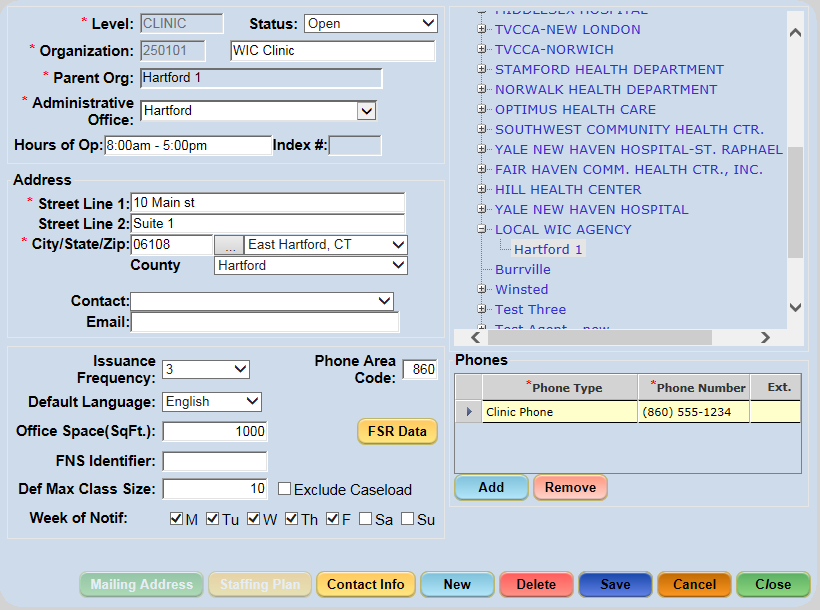 * Level: CLINIC Status: Open
* Organization: 250101 WIC Clinic
* Parent Org: Hartford 1
* Administrative Office: Hartford
Hours of Op: 8:00am - 5:00pm Index #:
Address
* Street Line 1: 10 Main st
Street Line 2: Suite 1
* City/State/Zip: 06108 ... East Hartford, CT
County Hartford
Contact:
Email:
Issuance Frequency: 3
Phone Area Code: 860
Default Language: English
Office Space(SqFt.): 1000
FSR Data
FNS Identifier:
Def Max Class Size: 10 Exclude Caseload
Week of Notif: M Tu W Th F Sa Su
MIDDLESEX HOSPITAL
TVCCA-NEW LONDON
TVCCA-NORWICH
STAMFORD HEALTH DEPARTMENT
NORWALK HEALTH DEPARTMENT
OPTIMUS HEALTH CARE
SOUTHWEST COMMUNITY HEALTH CTR.
YALE NEW HAVEN HOSPITAL-ST. RAPHAEL
FAIR HAVEN COMM. HEALTH CTR., INC.
HILL HEALTH CENTER
YALE NEW HAVEN HOSPITAL
LOCAL WIC AGENCY
Hartford 1
Burrville
Winsted
Test Three
Test Agent
Phones
*Phone Type *Phone Number Ext.
Clinic Phone (860) 555-1234
Add Remove
Mailing Address Staffing Plan Contact Info New Delete Save Cancel Close